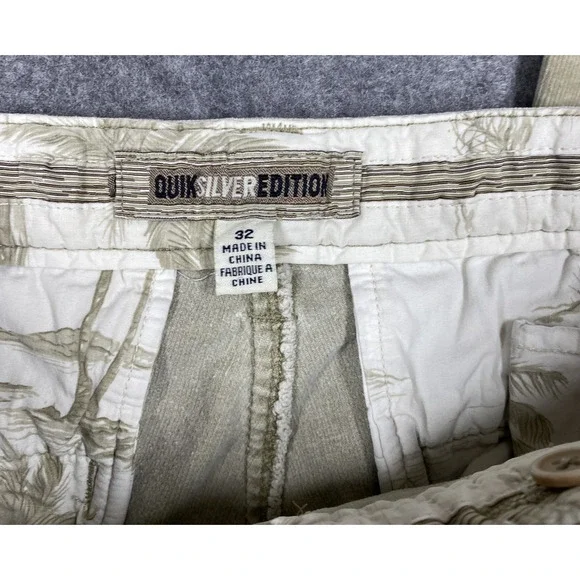 QUIKSILVEREDITION
32
MADE IN
CHINA
FABRIQUE A
CHINE